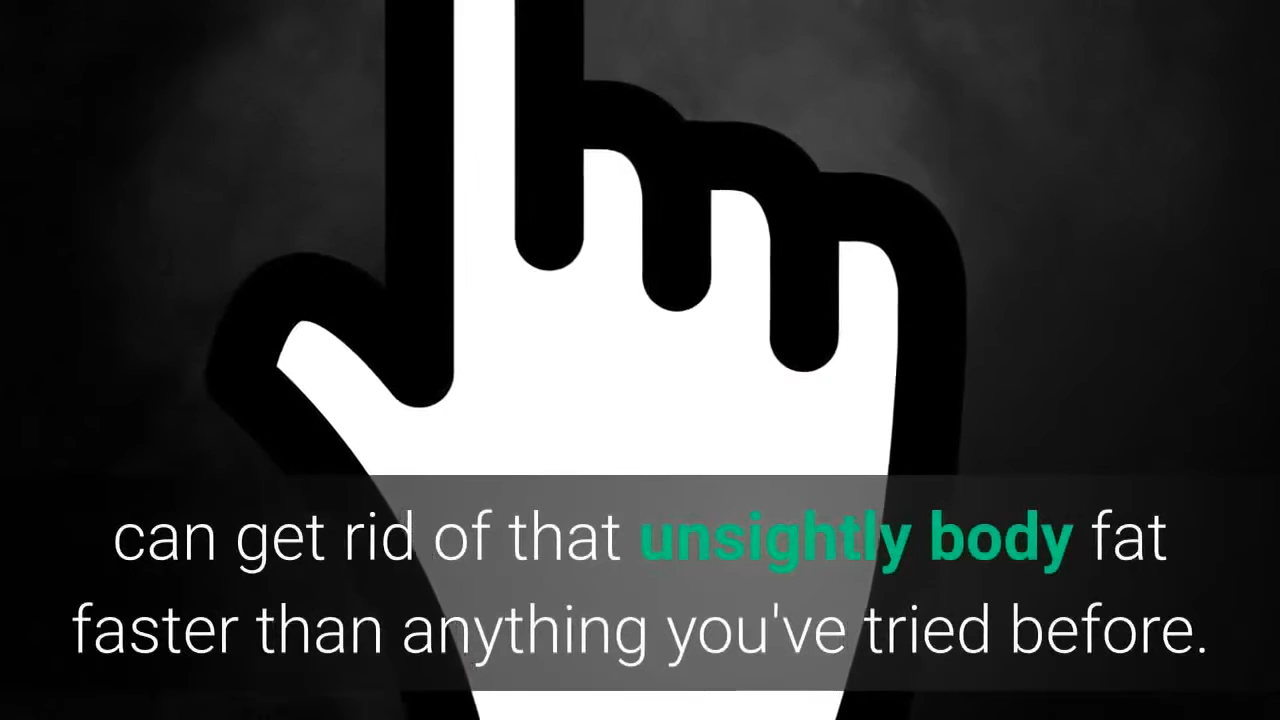 can get rid of that unsightly body fat
faster than anything you've tried before.